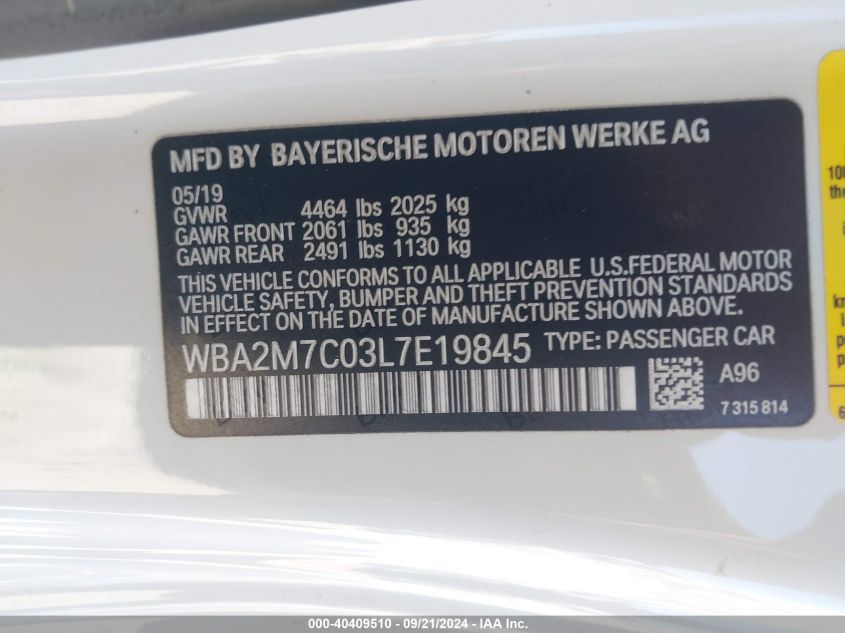 MFD BY BAYERISCHE MOTOREN WERKE AG
05/19
GVWR 4464 lbs 2025 kg
GAWR FRONT 2061 lbs 935 kg
GAWR REAR 2491 lbs 1130 kg
THIS VEHICLE CONFORMS TO ALL APPLICABLE U.S.FEDERAL MOTOR
VEHICLE SAFETY, BUMPER AND THEFT PREVENTION STANDARDS
IN EFFECT ON THE DATE OF MANUFACTURE SHOWN ABOVE.
WBA2M7C03L7E19845 TYPE: PASSENGER CAR
A96
7 315 814
100
the
km
000-40409510 - 09/21/2024 - IAA Inc.